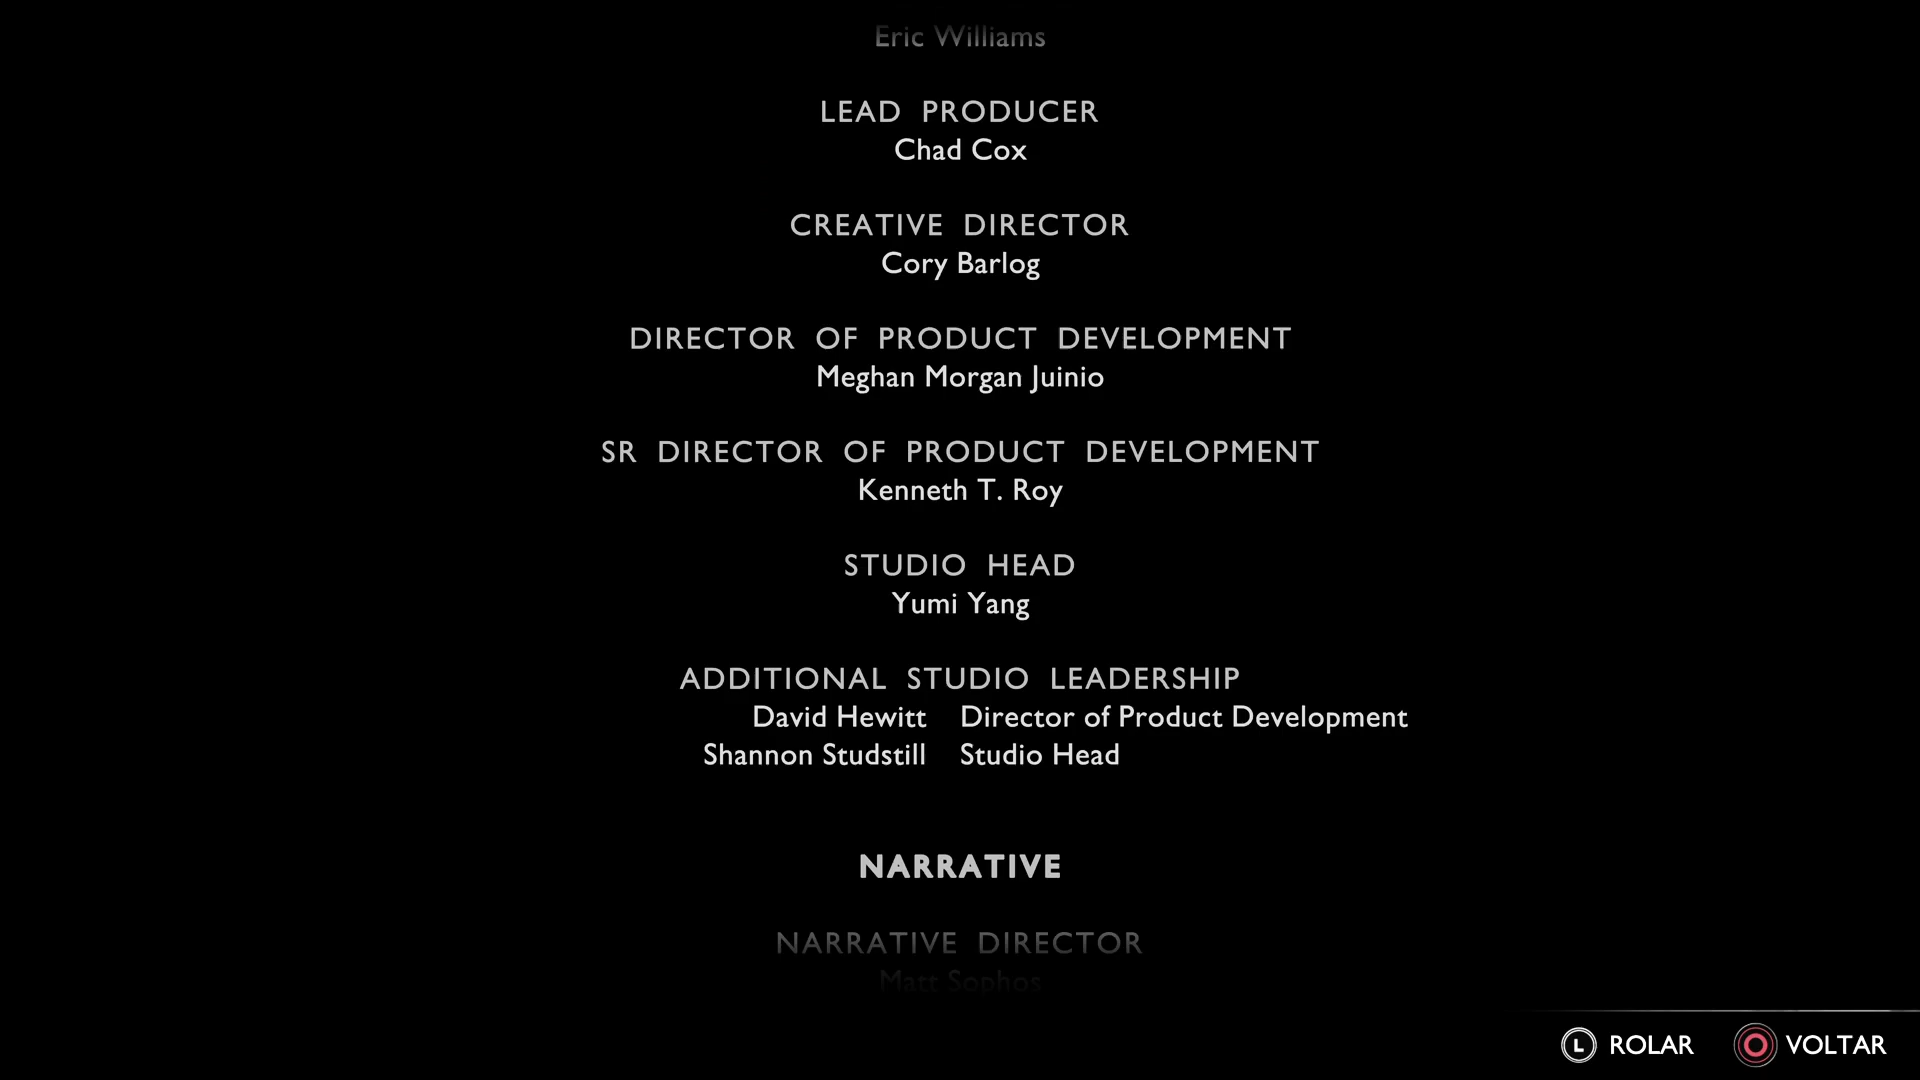 Eric Williams
LEAD PRODUCER
Chad Cox
CREATIVE DIRECTOR
Cory Barlog
DIRECTOR OF PRODUCT DEVELOPMENT
Meghan Morgan Juinio
SR DIRECTOR OF PRODUCT DEVELOPMENT
Kenneth T. Roy
STUDIO HEAD
Yumi Yang
ADDITIONAL STUDIO LEADERSHIP
David Hewitt Director of Product Development
Shannon Studstill Studio Head
NARRATIVE
NARRATIVE DIRECTOR
Matt Sophos
L ROLAR VOLTAR